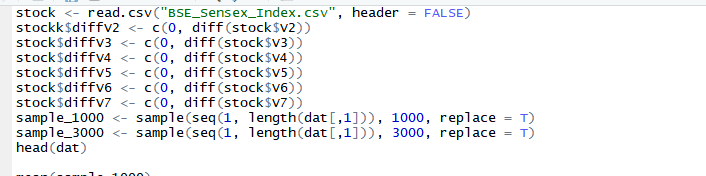 stock <- read.csv("BSE_Sensex_Index.csv", header = FALSE)
stockk$diffv2 <- c(0, diff(stock$v2))
stock$diffv3 <- c(0, diff(stock$v3))
stock$diffv4 <- c(0, diff(stock$v4))
stock$diffv5 <- c(0, diff(stock$v5))
stock$diffv6 <- c(0, diff(stock$v6))
stock$diffv7 <- c(0, diff(stock$v7))
sample_1000 <- sample(seq(1, length(dat[,1])), 1000, replace = T)
sample_3000 <- sample(seq(1, length(dat[,1])), 3000, replace = T)
head(dat)